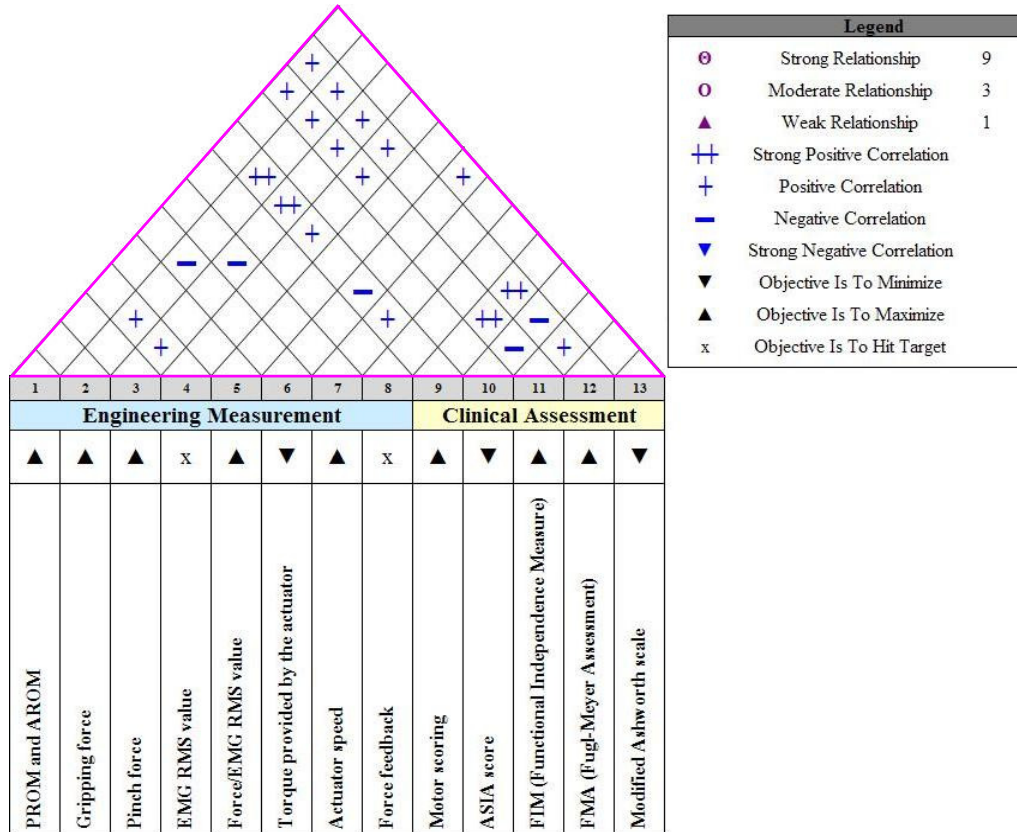 Legend
Θ Strong Relationship 9
O Moderate Relationship 3
▲ Weak Relationship 1
++ Strong Positive Correlation
+ Positive Correlation
− Negative Correlation
▼ Strong Negative Correlation
▼ Objective Is To Minimize
▲ Objective Is To Maximize
x Objective Is To Hit Target
1 2 3 4 5 6 7 8 9 10 11 12 13
Engineering Measurement Clinical Assessment
▲ ▲ ▲ x ▲ ▼ ▲ x ▲ ▼ ▲ ▲ ▼
PROM and AROM
Gripping force
Pinch force
EMG RMS value
Force/EMG RMS value
Torque provided by the actuator
Actuator speed
Force feedback
Motor scoring
ASIA score
FIM (Functional Independence Measure)
FMA (Fugl-Meyer Assessment)
Modified Ashworth scale